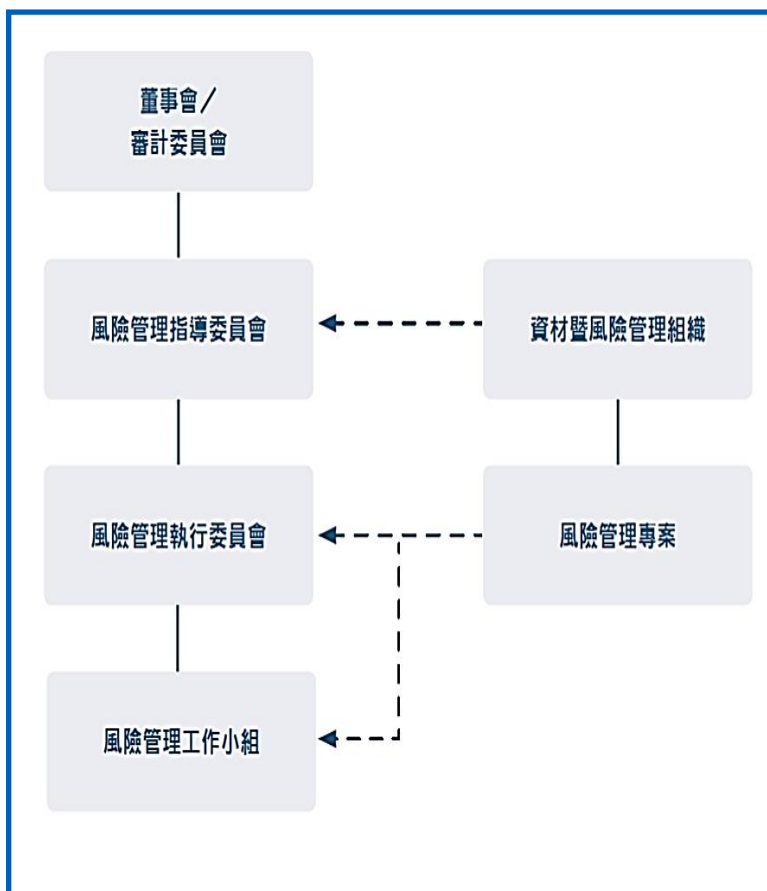 董事會／
審計委員會
風險管理指導委員會
資材暨風險管理組織
風險管理執行委員會
風險管理專案
風險管理工作小組